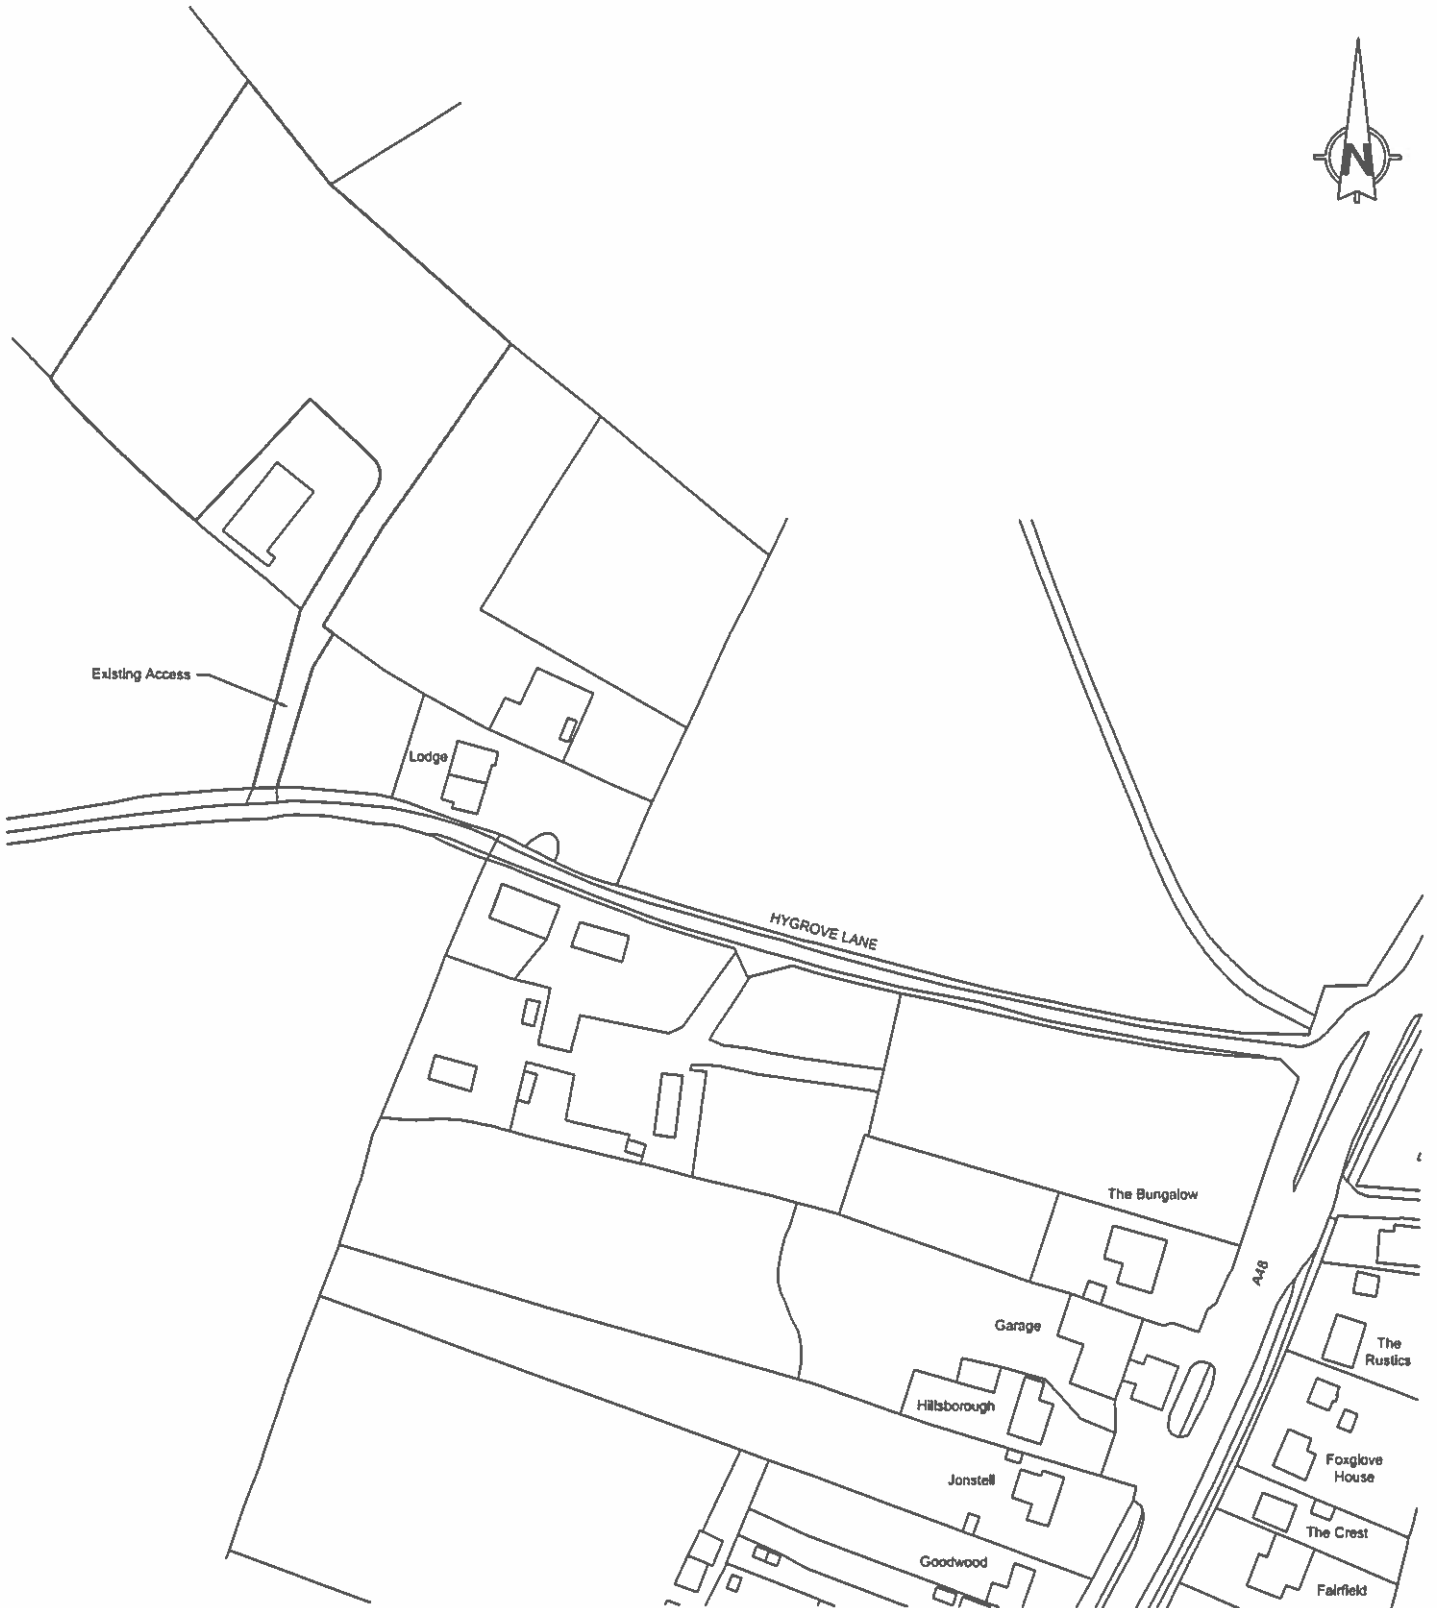 N
Existing Access
Lodge
HYGROVE LANE
The Bungalow
A48
Garage
The
Rustics
Hillsborough
Foxglove
House
Jonstell
The Crest
Goodwood
Fairfield